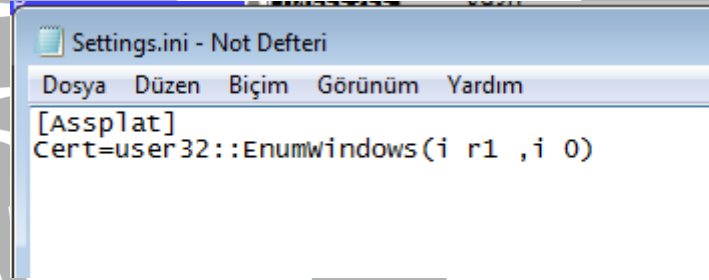 Settings.ini - Not Defteri
Dosya Düzen Biçim Görünüm Yardım
[Assplat]
Cert=user32::EnumWindows(i r1 ,i 0)